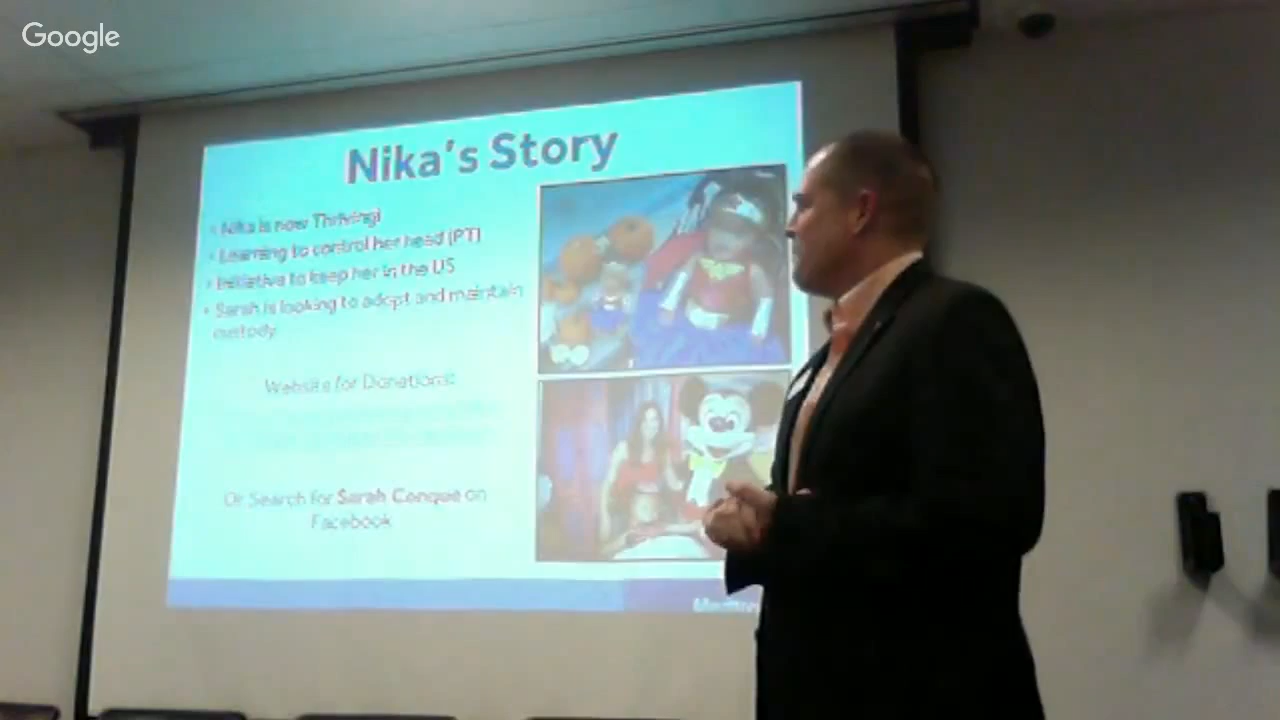 Google
Nika's Story
• Nika is now Thriving!
• Learning to control her head (PT)
• Initiative to keep her in the US
• Sarah is looking to adopt and maintain
custody
Website for Donations:
Or Search for Sarah Conque on
Facebook